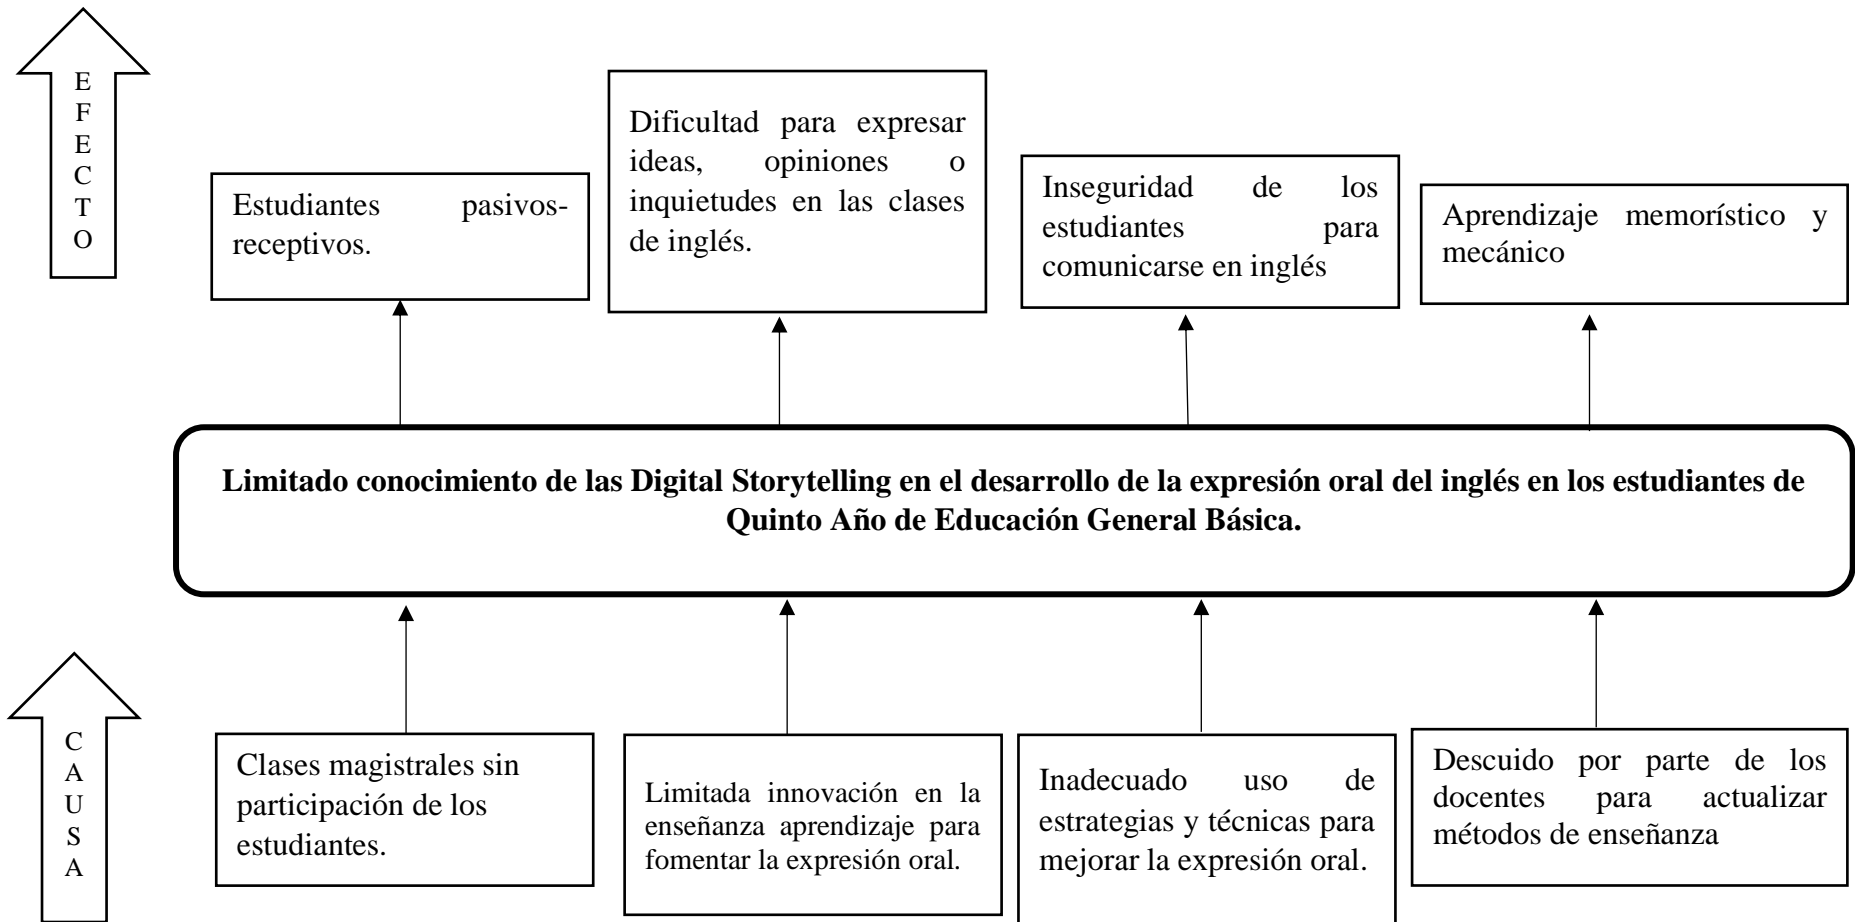 E
F
E
C
T
O
Estudiantes pasivos-
receptivos.
Dificultad para expresar
ideas, opiniones o
inquietudes en las clases
de inglés.
Inseguridad de los
estudiantes para
comunicarse en inglés
Aprendizaje memorístico y
mecánico
Limitado conocimiento de las Digital Storytelling en el desarrollo de la expresión oral del inglés en los estudiantes de
Quinto Año de Educación General Básica.
C
A
U
S
A
Clases magistrales sin
participación de los
estudiantes.
Limitada innovación en la
enseñanza aprendizaje para
fomentar la expresión oral.
Inadecuado uso de
estrategias y técnicas para
mejorar la expresión oral.
Descuido por parte de los
docentes para actualizar
métodos de enseñanza